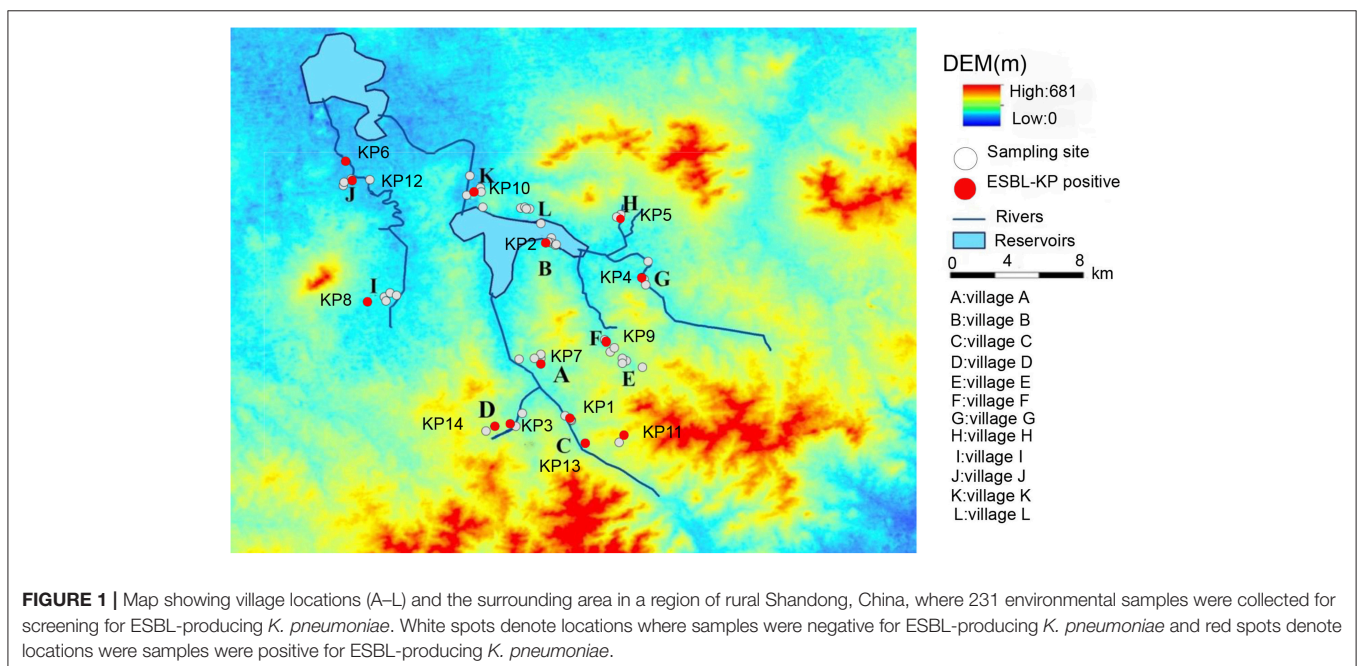 KP6
KP12
J
K
KP10
L
H
KP5
KP2
B
KP4
G
I
KP8
F
KP9
KP7
A
E
D
KP14
KP3
KP1
KP11
C
KP13
DEM(m)
High:681
Low:0
Sampling site
ESBL-KP positive
Rivers
Reservoirs
0 4 8
km
A:village A
B:village B
C:village C
D:village D
E:village E
F:village F
G:village G
H:village H
I:village I
J:village J
K:village K
L:village L
FIGURE 1 | Map showing village locations (A–L) and the surrounding area in a region of rural Shandong, China, where 231 environmental samples were collected for
screening for ESBL-producing K. pneumoniae. White spots denote locations where samples were negative for ESBL-producing K. pneumoniae and red spots denote
locations were samples were positive for ESBL-producing K. pneumoniae.